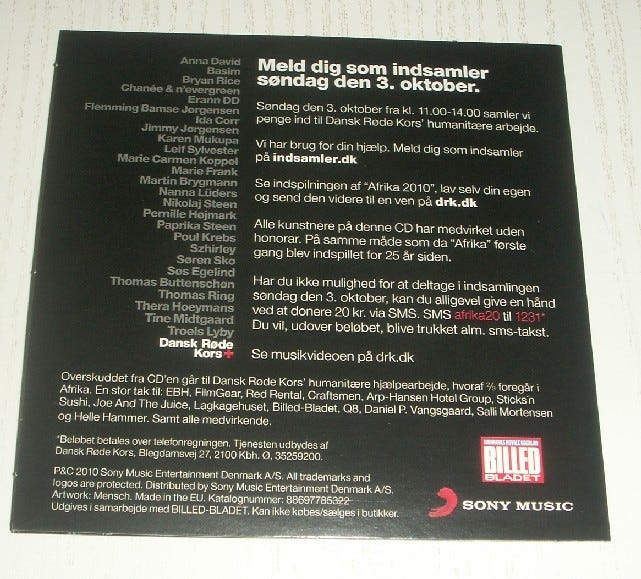 Anna David
Basim
Bryan Rice
Chanée & n'evergreen
Erann DD
Flemming Bamse Jørgensen
Ida Corr
Jimmy Jørgensen
Karen Mukupa
Leif Sylvester
Marie Carmen Koppel
Marie Frank
Martin Brygmann
Nanna Lüders
Nikolaj Steen
Pernille Højmark
Paprika Steen
Poul Krebs
Szhirley
Søren Sko
Søs Egelind
Thomas Buttenschøn
Thomas Ring
Thera Hoeymans
Tine Midtgaard
Troels Lyby
Dansk Røde
Kors
Meld dig som indsamler
søndag den 3. oktober.
Søndag den 3. oktober fra kl. 11.00-14.00 samler vi
penge ind til Dansk Røde Kors' humanitære arbejde.
Vi har brug for din hjælp. Meld dig som indsamler
på indsamler.dk
Se indspilningen af "Afrika 2010", lav selv din egen
og send den videre til en ven på drk.dk
Alle kunstnere på denne CD har medvirket uden
honorar. På samme måde som da "Afrika" første
gang blev indspillet for 25 år siden.
Har du ikke mulighed for at deltage i indsamlingen
søndag den 3. oktober, kan du alligevel give en hånd
ved at donere 20 kr. via SMS. SMS afrika20 til 1231*
Du vil, udover beløbet, blive trukket alm. sms-takst.
Se musikvideoen på drk.dk
Overskuddet fra CD'en går til Dansk Røde Kors' humanitære hjælpearbejde, hvoraf ⅔ foregår i
Afrika. En stor tak til: EBH, FilmGear, Red Rental, Craftsmen, Arp-Hansen Hotel Group, Sticks'n
Sushi, Joe And The Juice, Lagkagehuset, Billed-Bladet, Q8, Daniel P. Vangsgaard, Salli Mortensen
og Helle Hammer. Samt alle medvirkende.
*Beløbet betales over telefonregningen. Tjenesten udbydes af
Dansk Røde Kors, Blegdamsvej 27, 2100 Kbh. Ø, 35259200.
P&C 2010 Sony Music Entertainment Denmark A/S. All trademarks and
logos are protected. Distributed by Sony Music Entertainment Denmark A/S.
Artwork: Mensch. Made in the EU. Katalognummer: 88697785322
Udgives i samarbejde med BILLED-BLADET. Kan ikke købes/sælges i butikker.
DANMARKS ROYALE UGEBLAD
BILLED
BLADET
SONY MUSIC